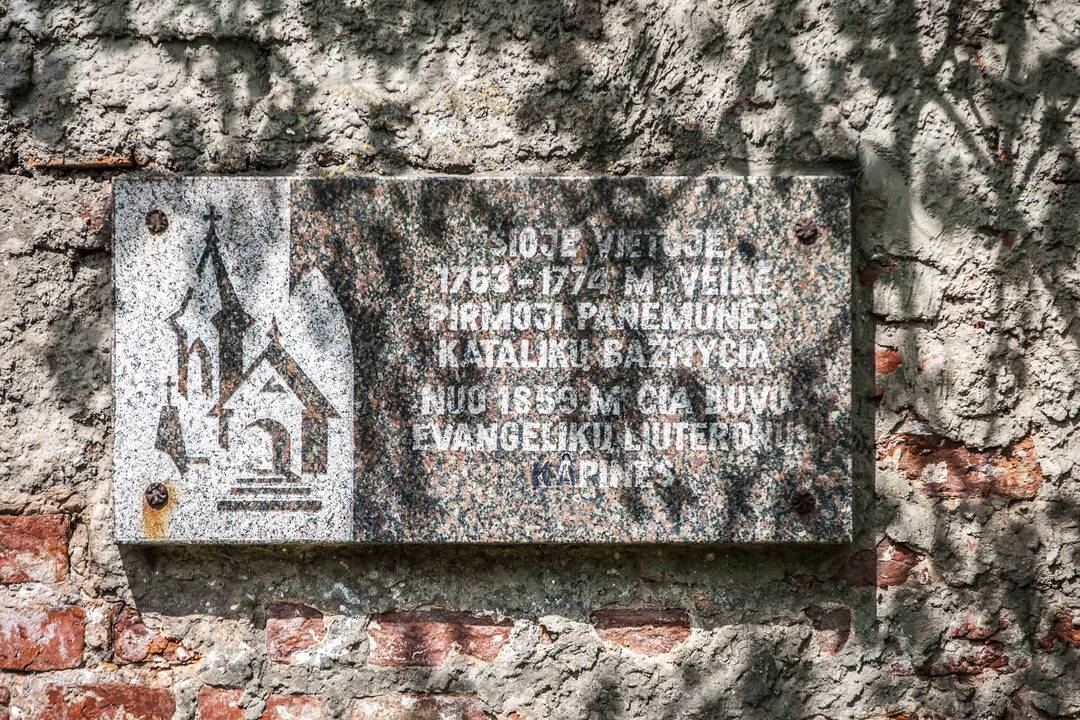 ŠIOJE VIETOJE
1763-1774 M. VEIKĖ
PIRMOJI PANEMUNĖS
KATALIKŲ BAŽNYČIA
NUO 1859 M ČIA BUVO
EVANGELIKŲ LIUTERONŲ
KAPINĖS